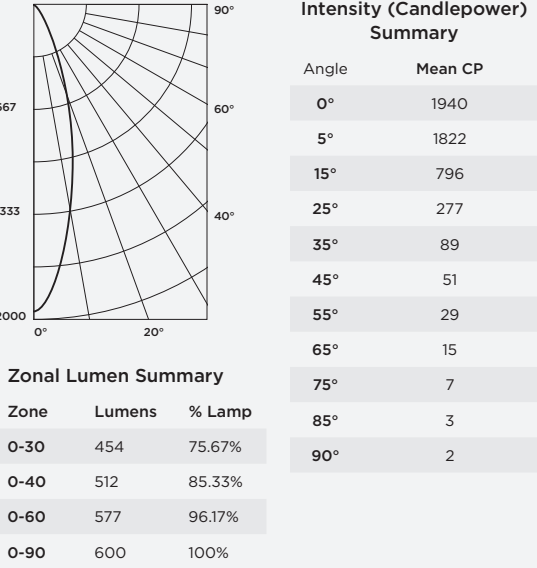 90°
667
60°
1333
40°
2000
0° 20°
Zonal Lumen Summary
Zone Lumens % Lamp
0-30 454 75.67%
0-40 512 85.33%
0-60 577 96.17%
0-90 600 100%
Intensity (Candlepower)
Summary
Angle Mean CP
0° 1940
5° 1822
15° 796
25° 277
35° 89
45° 51
55° 29
65° 15
75° 7
85° 3
90° 2